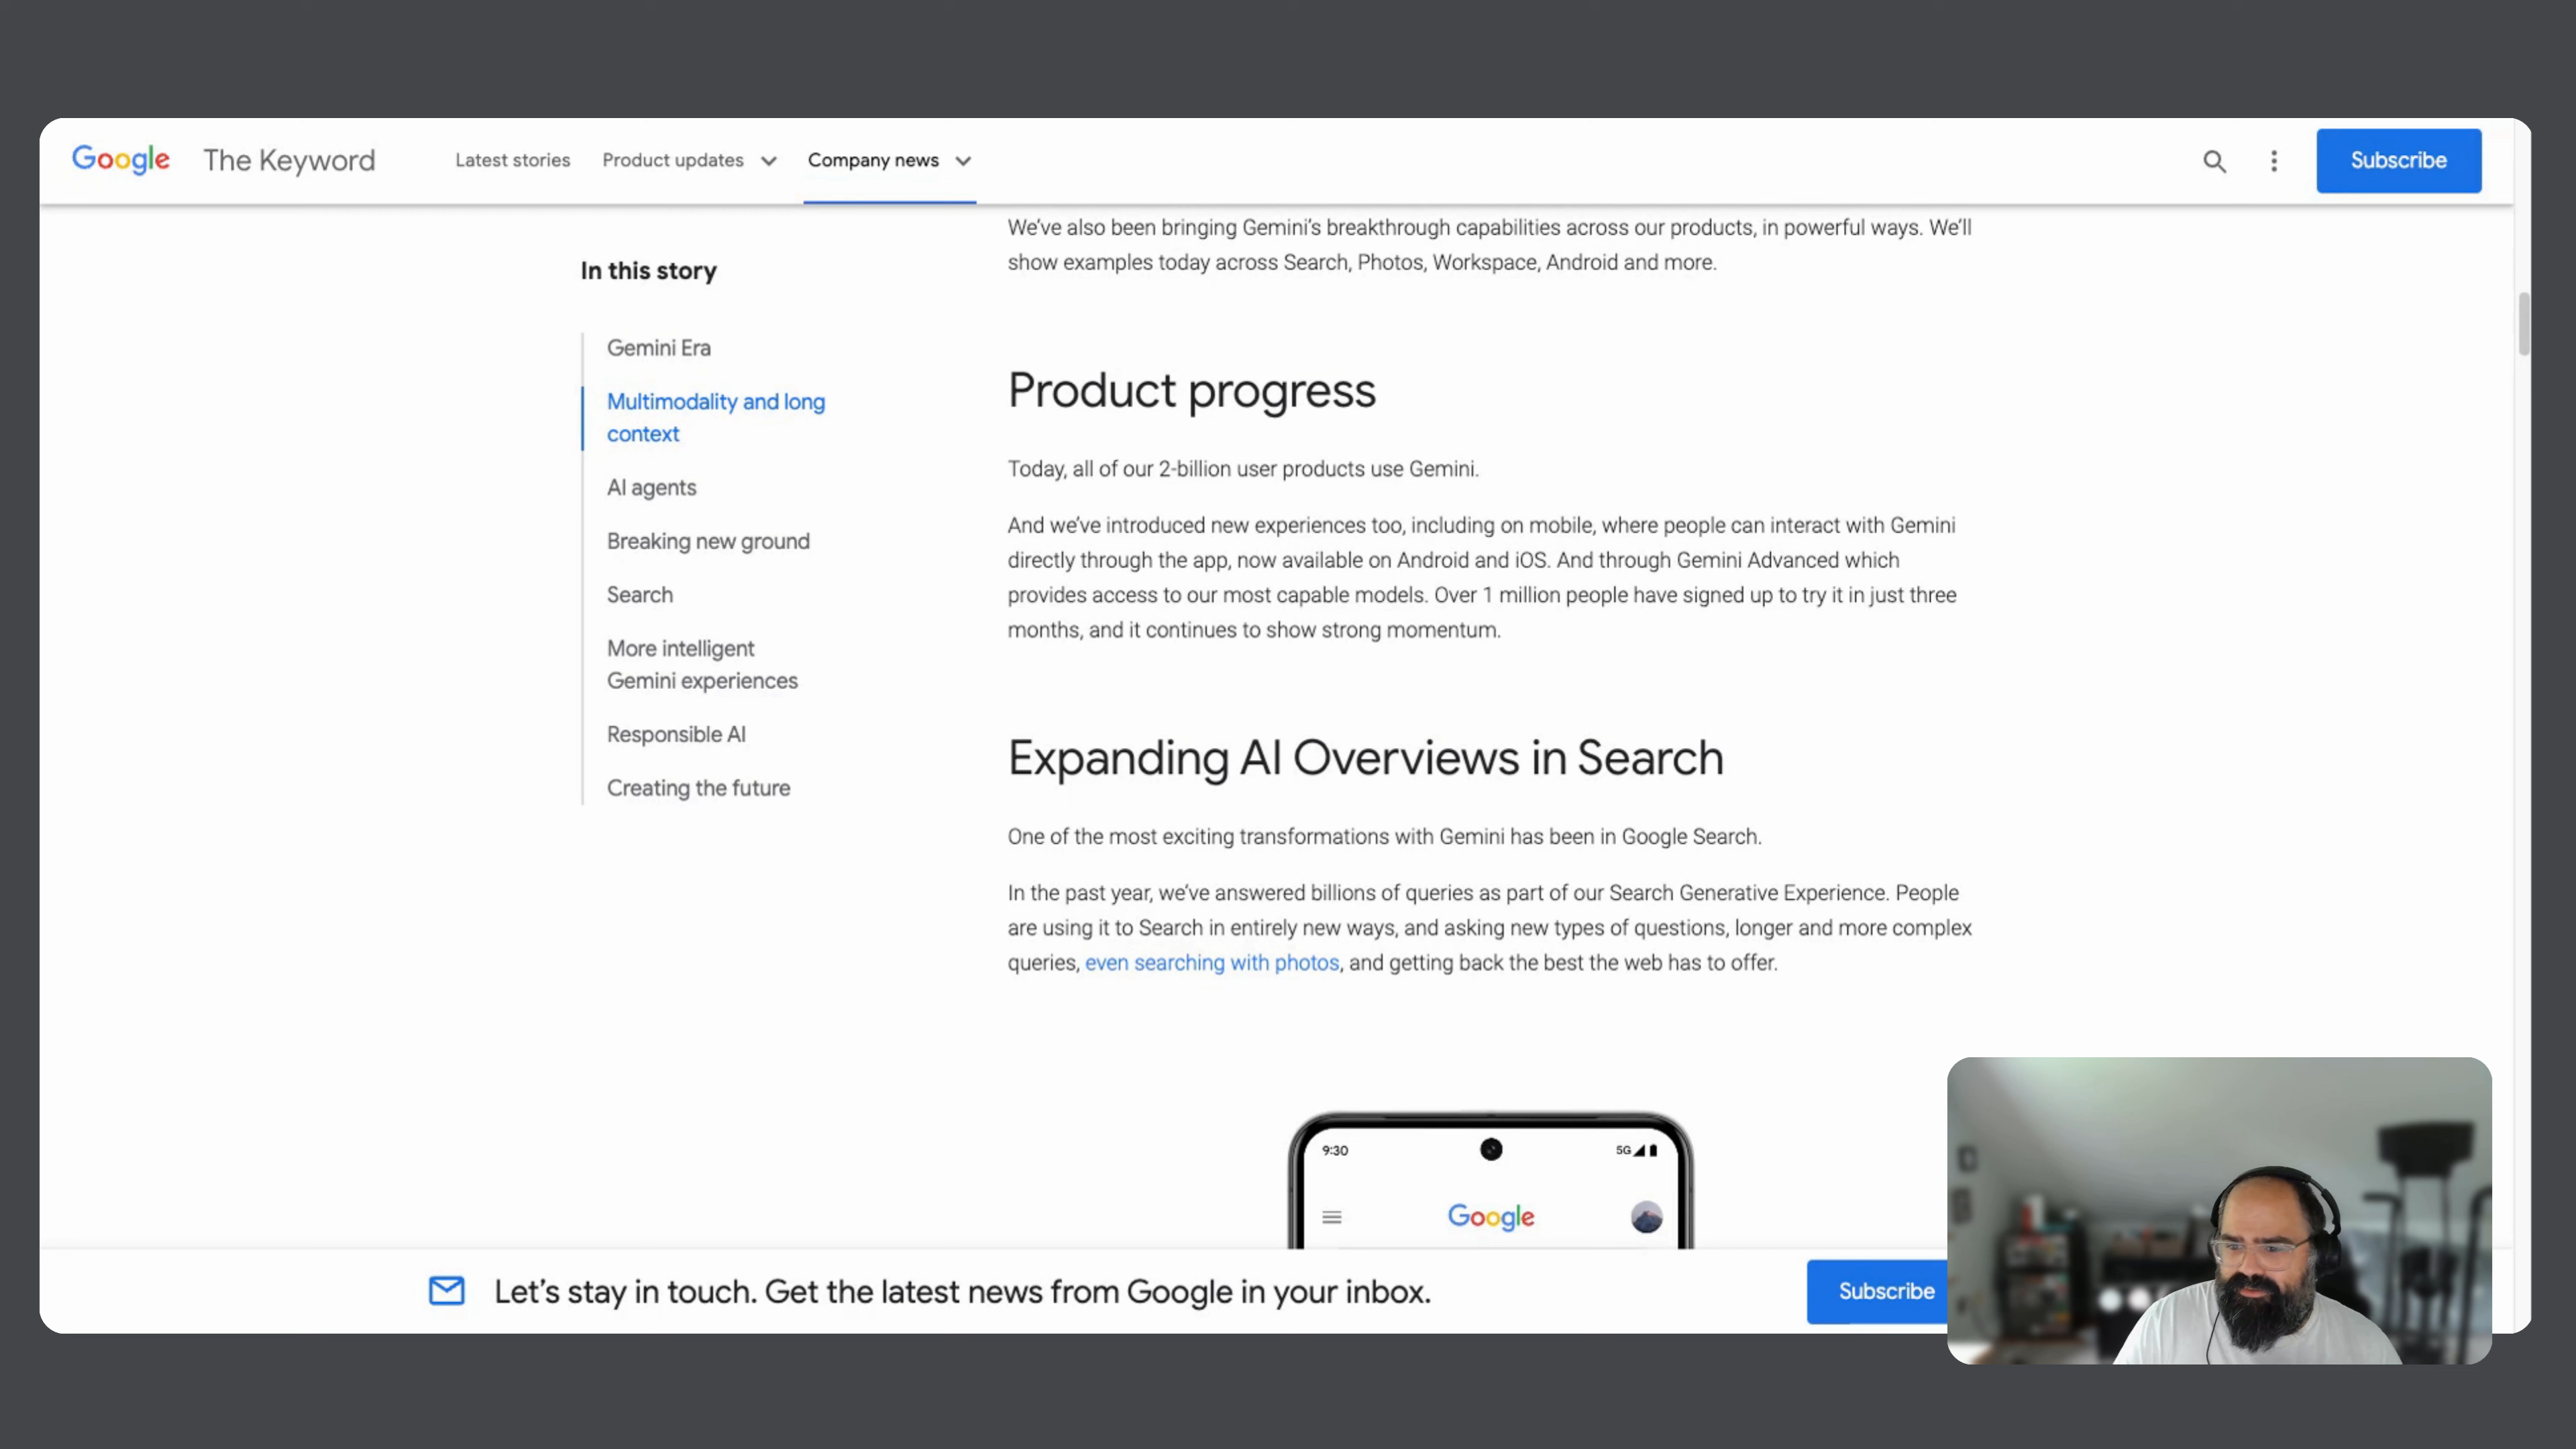 Google The Keyword Latest stories Product updates Company news Subscribe
In this story
Gemini Era
Multimodality and long
context
AI agents
Breaking new ground
Search
More intelligent
Gemini experiences
Responsible AI
Creating the future
We've also been bringing Gemini's breakthrough capabilities across our products, in powerful ways. We'll
show examples today across Search, Photos, Workspace, Android and more.
Product progress
Today, all of our 2-billion user products use Gemini.
And we've introduced new experiences too, including on mobile, where people can interact with Gemini
directly through the app, now available on Android and iOS. And through Gemini Advanced which
provides access to our most capable models. Over 1 million people have signed up to try it in just three
months, and it continues to show strong momentum.
Expanding AI Overviews in Search
One of the most exciting transformations with Gemini has been in Google Search.
In the past year, we've answered billions of queries as part of our Search Generative Experience. People
are using it to Search in entirely new ways, and asking new types of questions, longer and more complex
queries, even searching with photos, and getting back the best the web has to offer.
9:30 5G
Google
Let's stay in touch. Get the latest news from Google in your inbox. Subscribe